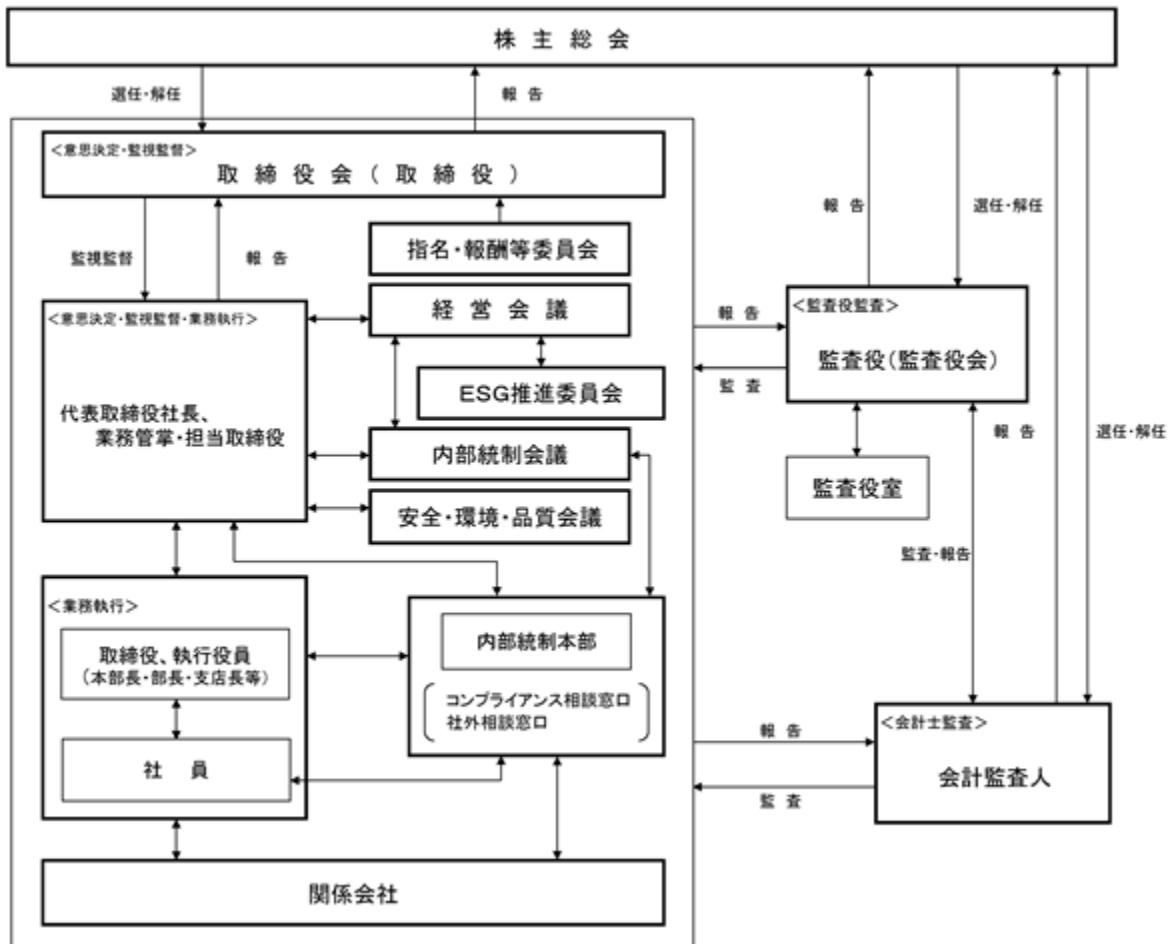 株 主 総 会
選任・解任
報 告
<意思決定・監視監督>
取 締 役 会 ( 取 締 役 )
報 告
選任・解任
監視監督
報 告
指名・報酬等委員会
<意思決定・監視監督・業務執行>
経 営 会 議
報 告
<監査役監査>
監査役(監査役会)
監 査
ESG推進委員会
代表取締役社長、
業務管掌・担当取締役
内部統制会議
報 告
選任・解任
監査役室
安全・環境・品質会議
監査・報告
<業務執行>
取締役、執行役員
(本部長・部長・支店長等)
内部統制本部
コンプライアンス相談窓口
社外相談窓口
社 員
報 告
<会計士監査>
会計監査人
監 査
関係会社